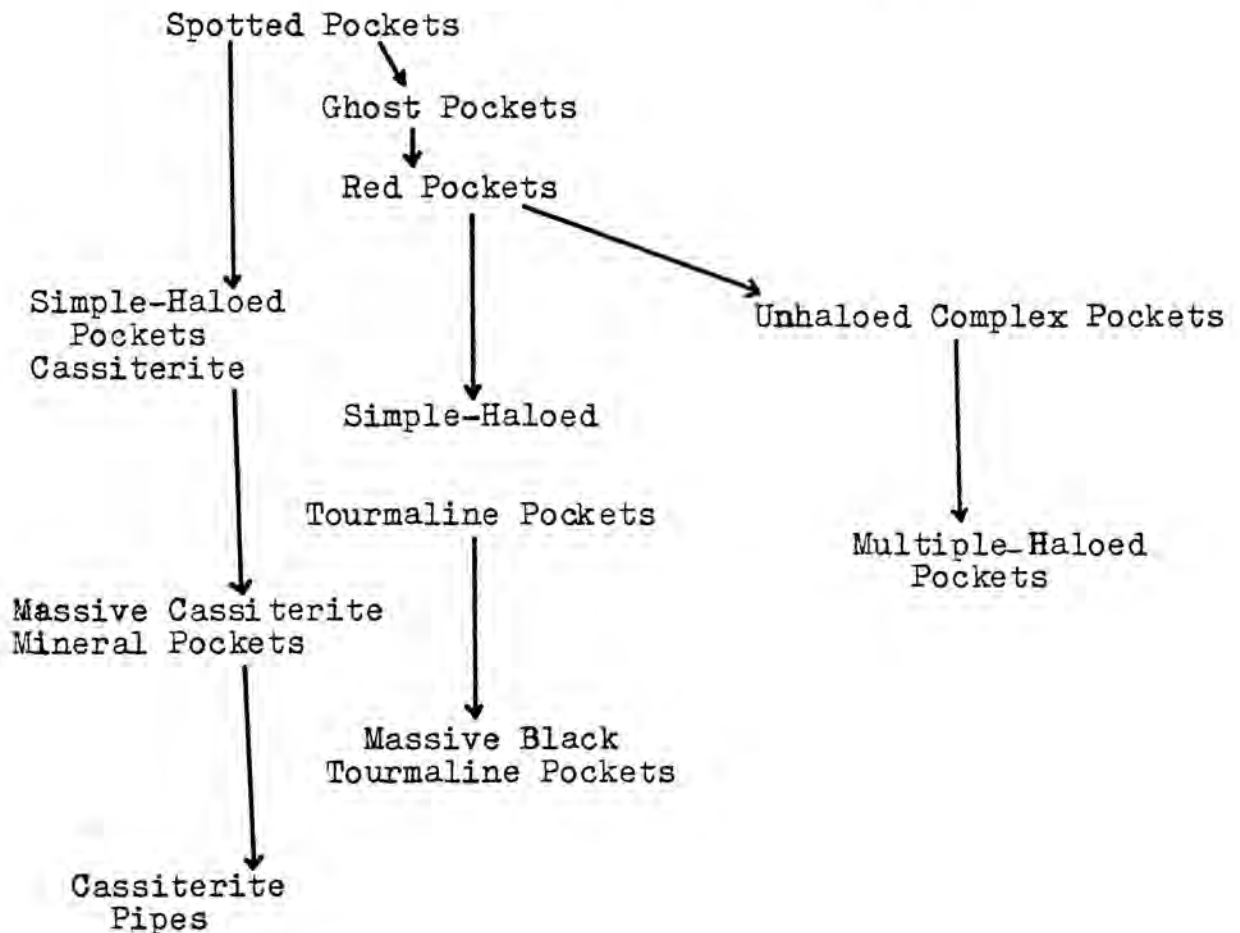 Spotted Pockets
Ghost Pockets
Red Pockets
Simple-Haloed
Pockets
Cassiterite
Unhaloed Complex Pockets
Simple-Haloed
Tourmaline Pockets
Multiple-Haloed
Pockets
Massive Cassiterite
Mineral Pockets
Massive Black
Tourmaline Pockets
Cassiterite
Pipes